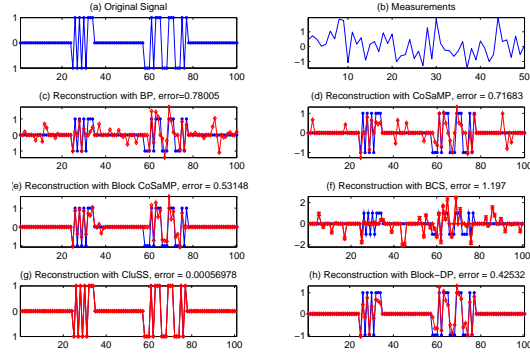 (a) Original Signal
(b) Measurements
1
0
1
20 40 60 80 100
1
0
−1
10 20 30 40 50
(c) Reconstruction with BP, error=0.78005
(d) Reconstruction with CoSaMP, error = 0.71683
1
0
1
20 40 60 80 100
1
0
−1
20 40 60 80 100
(e) Reconstruction with Block CoSaMP, error = 0.53148
(f) Reconstruction with BCS, error = 1.197
1
0
1
20 40 60 80 100
2
0
−2
20 40 60 80 100
(g) Reconstruction with CluSS, error = 0.00056978
(h) Reconstruction with Block−DP, error = 0.42532
1
0
1
20 40 60 80 100
1
0
−1
20 40 60 80 100